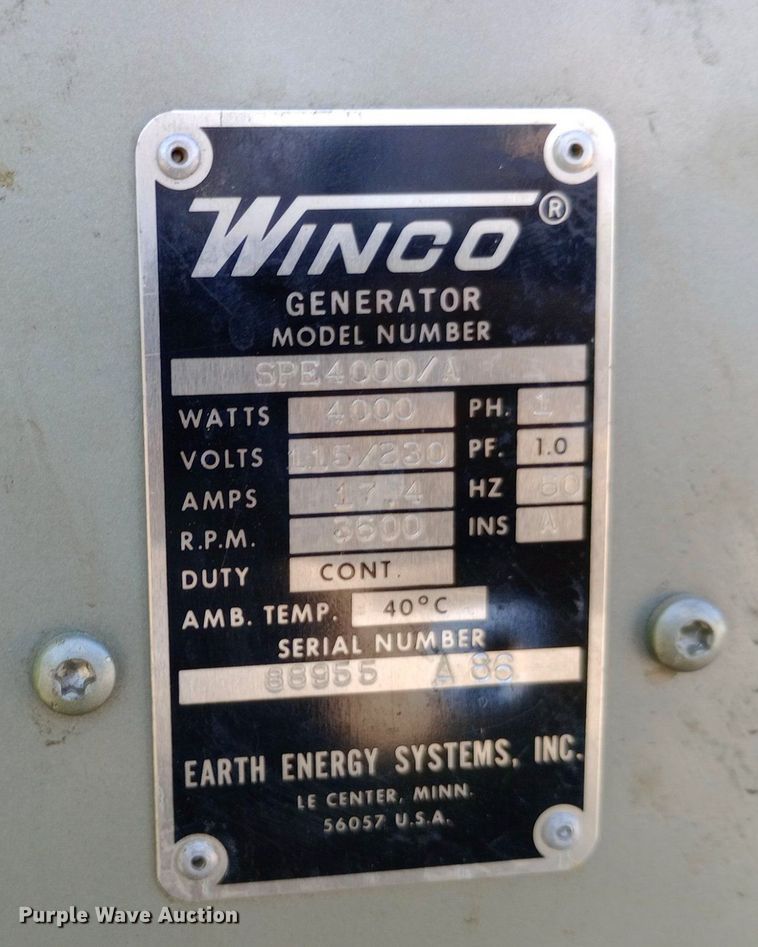 WINCO ®
GENERATOR
MODEL NUMBER
SPE4000/A
WATTS 4000 PH. 1
VOLTS 115/230 PF. 1.0
AMPS 17.4 HZ 60
R.P.M. 3600 INS A
DUTY CONT.
AMB. TEMP. 40°C
SERIAL NUMBER
88955 A 86
EARTH ENERGY SYSTEMS, INC.
LE CENTER, MINN.
56057 U.S.A.
Purple Wave Auction